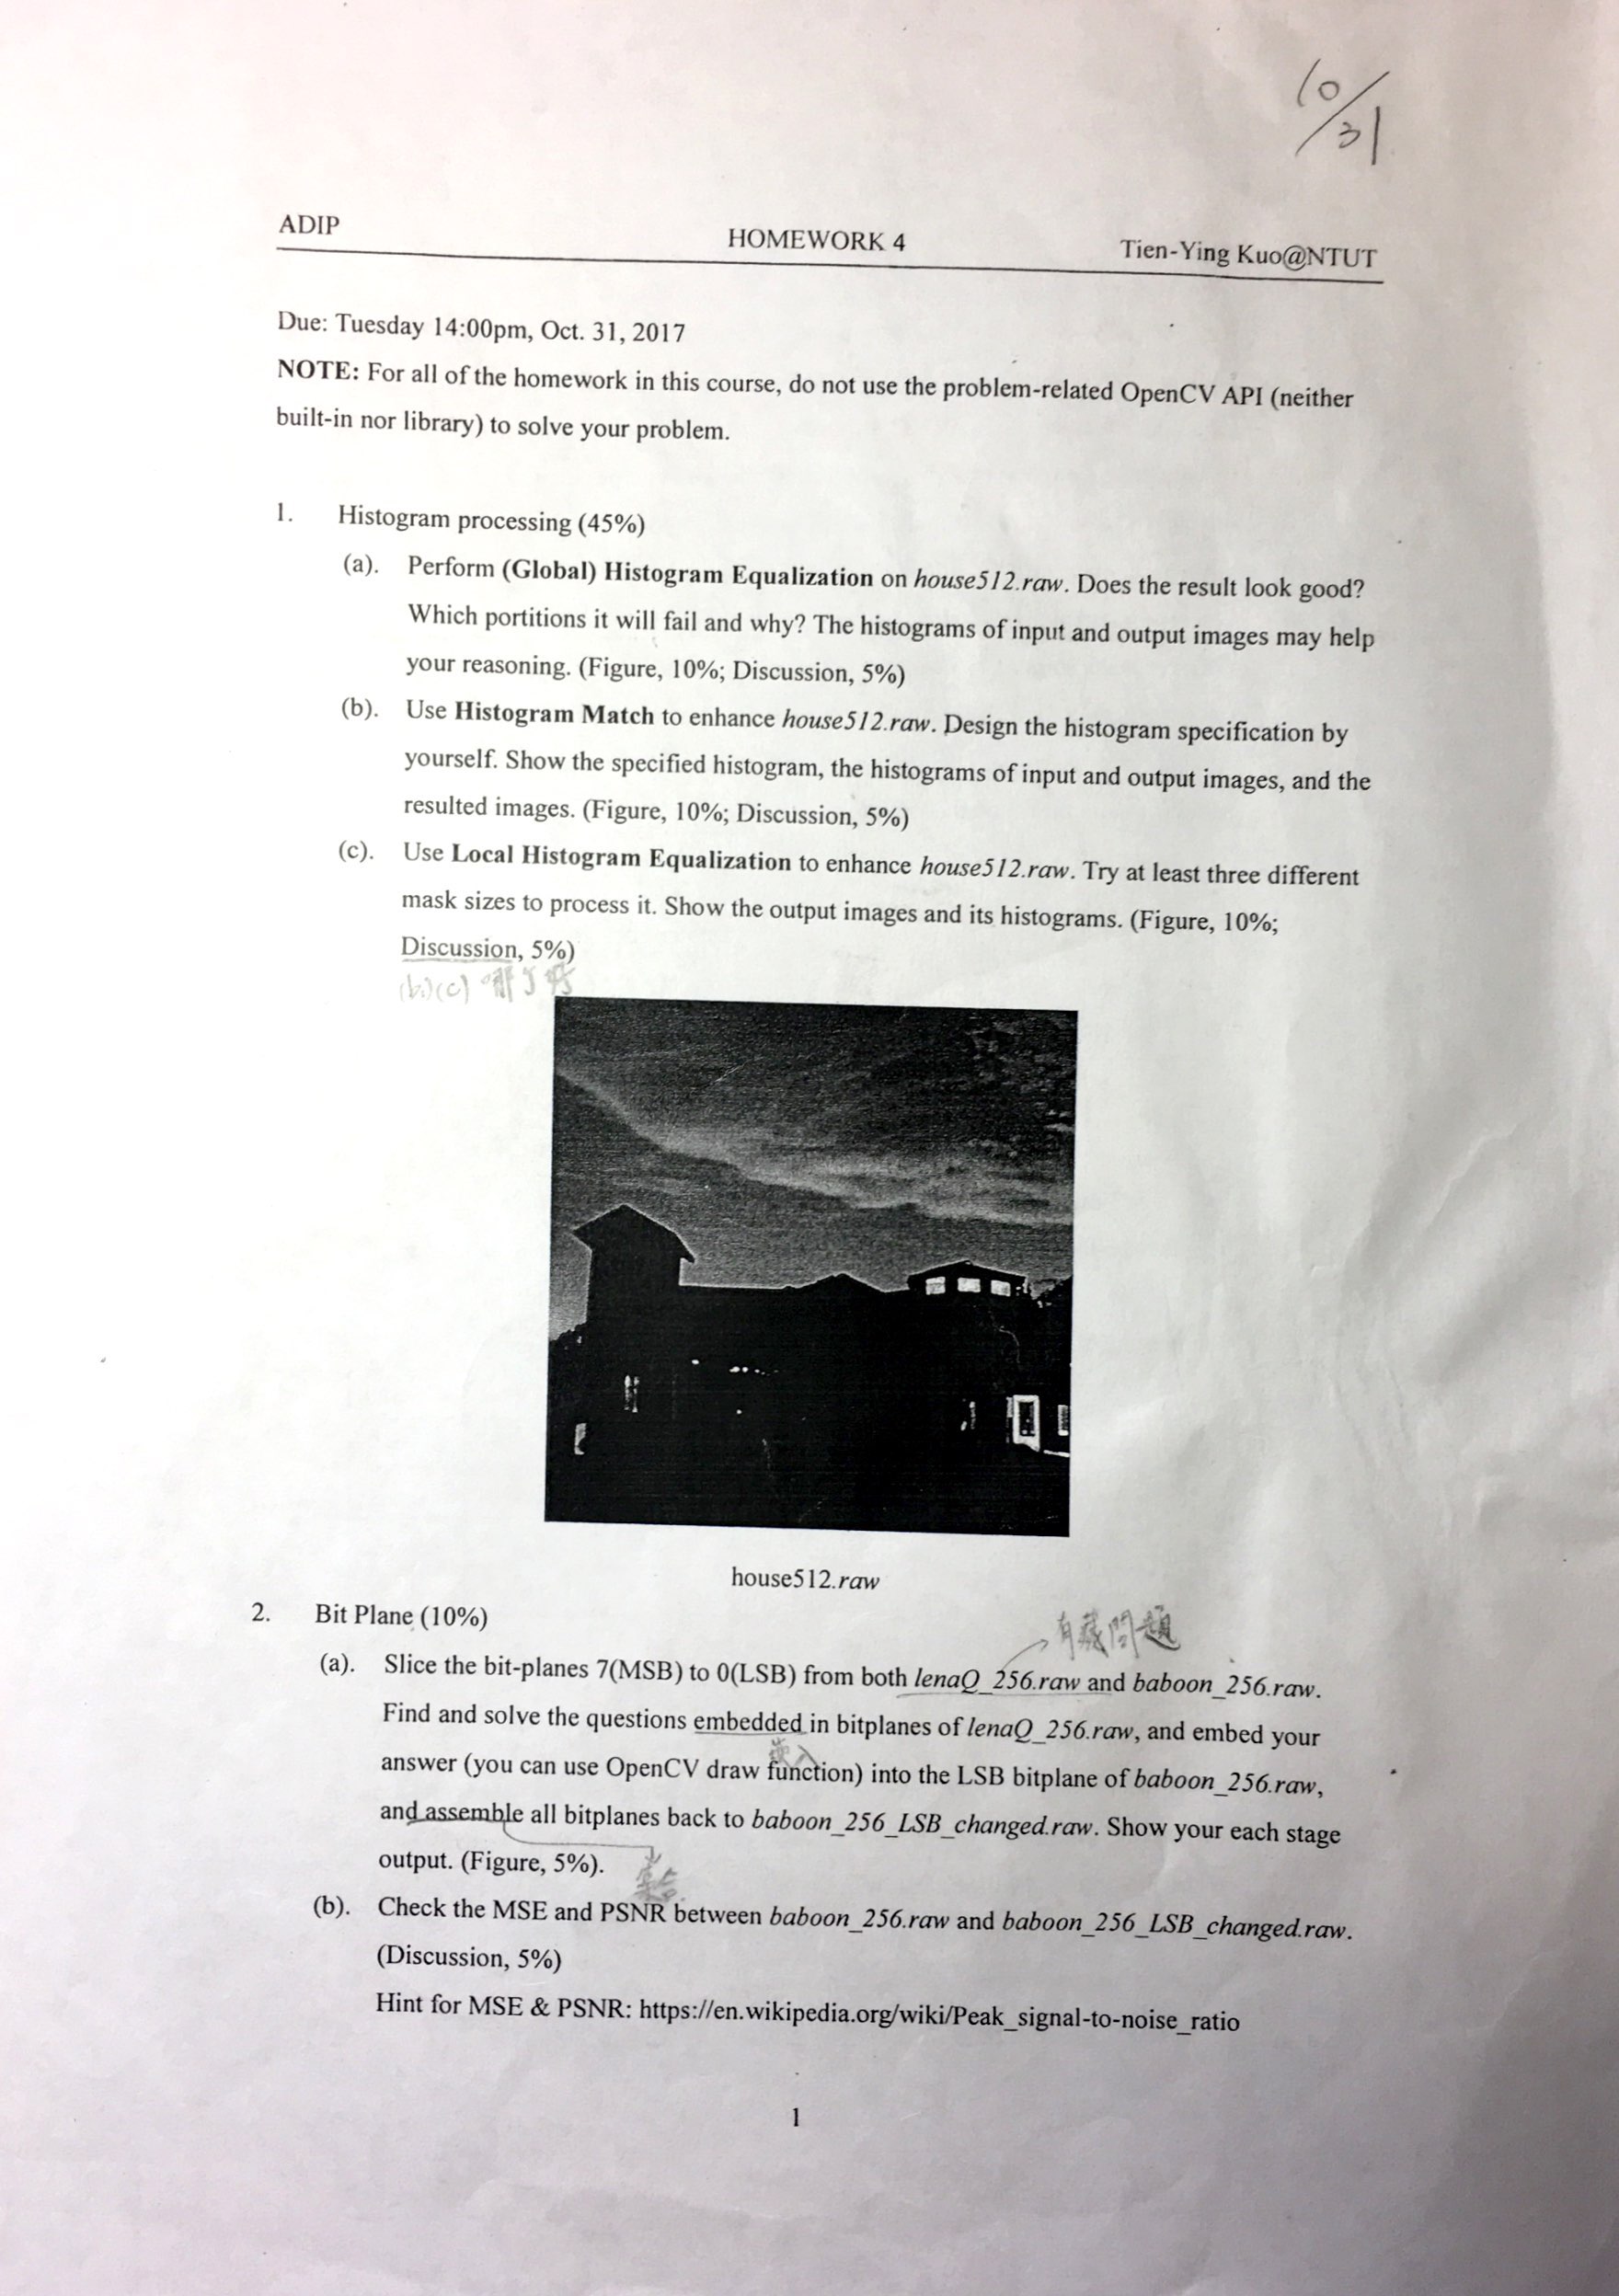 10/31
ADIP HOMEWORK 4 Tien-Ying Kuo@NTUT
Due: Tuesday 14:00pm, Oct. 31, 2017
NOTE: For all of the homework in this course, do not use the problem-related OpenCV API (neither
built-in nor library) to solve your problem.
1. Histogram processing (45%)
(a). Perform (Global) Histogram Equalization on house512.raw. Does the result look good?
Which portitions it will fail and why? The histograms of input and output images may help
your reasoning. (Figure, 10%; Discussion, 5%)
(b). Use Histogram Match to enhance house512.raw. Design the histogram specification by
yourself. Show the specified histogram, the histograms of input and output images, and the
resulted images. (Figure, 10%; Discussion, 5%)
(c). Use Local Histogram Equalization to enhance house512.raw. Try at least three different
mask sizes to process it. Show the output images and its histograms. (Figure, 10%;
Discussion, 5%)
(b)(c)
house512.raw
2. Bit Plane (10%)
有藏問題
(a). Slice the bit-planes 7(MSB) to 0(LSB) from both lenaQ_256.raw and baboon_256.raw.
Find and solve the questions embedded in bitplanes of lenaQ_256.raw, and embed your
answer (you can use OpenCV draw function) into the LSB bitplane of baboon_256.raw,
and assemble all bitplanes back to baboon_256_LSB_changed.raw. Show your each stage
output. (Figure, 5%).
(b). Check the MSE and PSNR between baboon_256.raw and baboon_256_LSB_changed.raw.
(Discussion, 5%)
Hint for MSE & PSNR: https://en.wikipedia.org/wiki/Peak_signal-to-noise_ratio
1